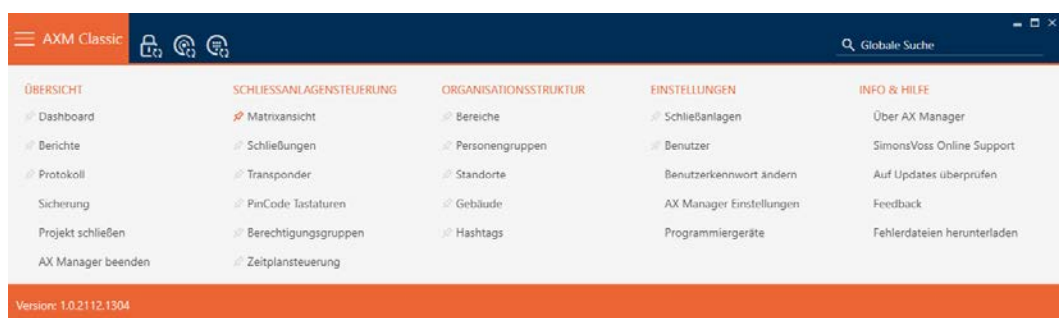 AXM Classic
Globale Suche
ÜBERSICHT
Dashboard
Berichte
Protokoll
Sicherung
Projekt schließen
AX Manager beenden
SCHLIESSANLAGENSTEUERUNG
Matrixansicht
Schließungen
Transponder
PinCode Tastaturen
Berechtigungsgruppen
Zeitplansteuerung
ORGANISATIONSSTRUKTUR
Bereiche
Personengruppen
Standorte
Gebäude
Hashtags
EINSTELLUNGEN
Schließanlagen
Benutzer
Benutzerkennwort ändern
AX Manager Einstellungen
Programmiergeräte
INFO & HILFE
Über AX Manager
SimonsVoss Online Support
Auf Updates überprüfen
Feedback
Fehlerdateien herunterladen
Version: 1.0.2112.1304